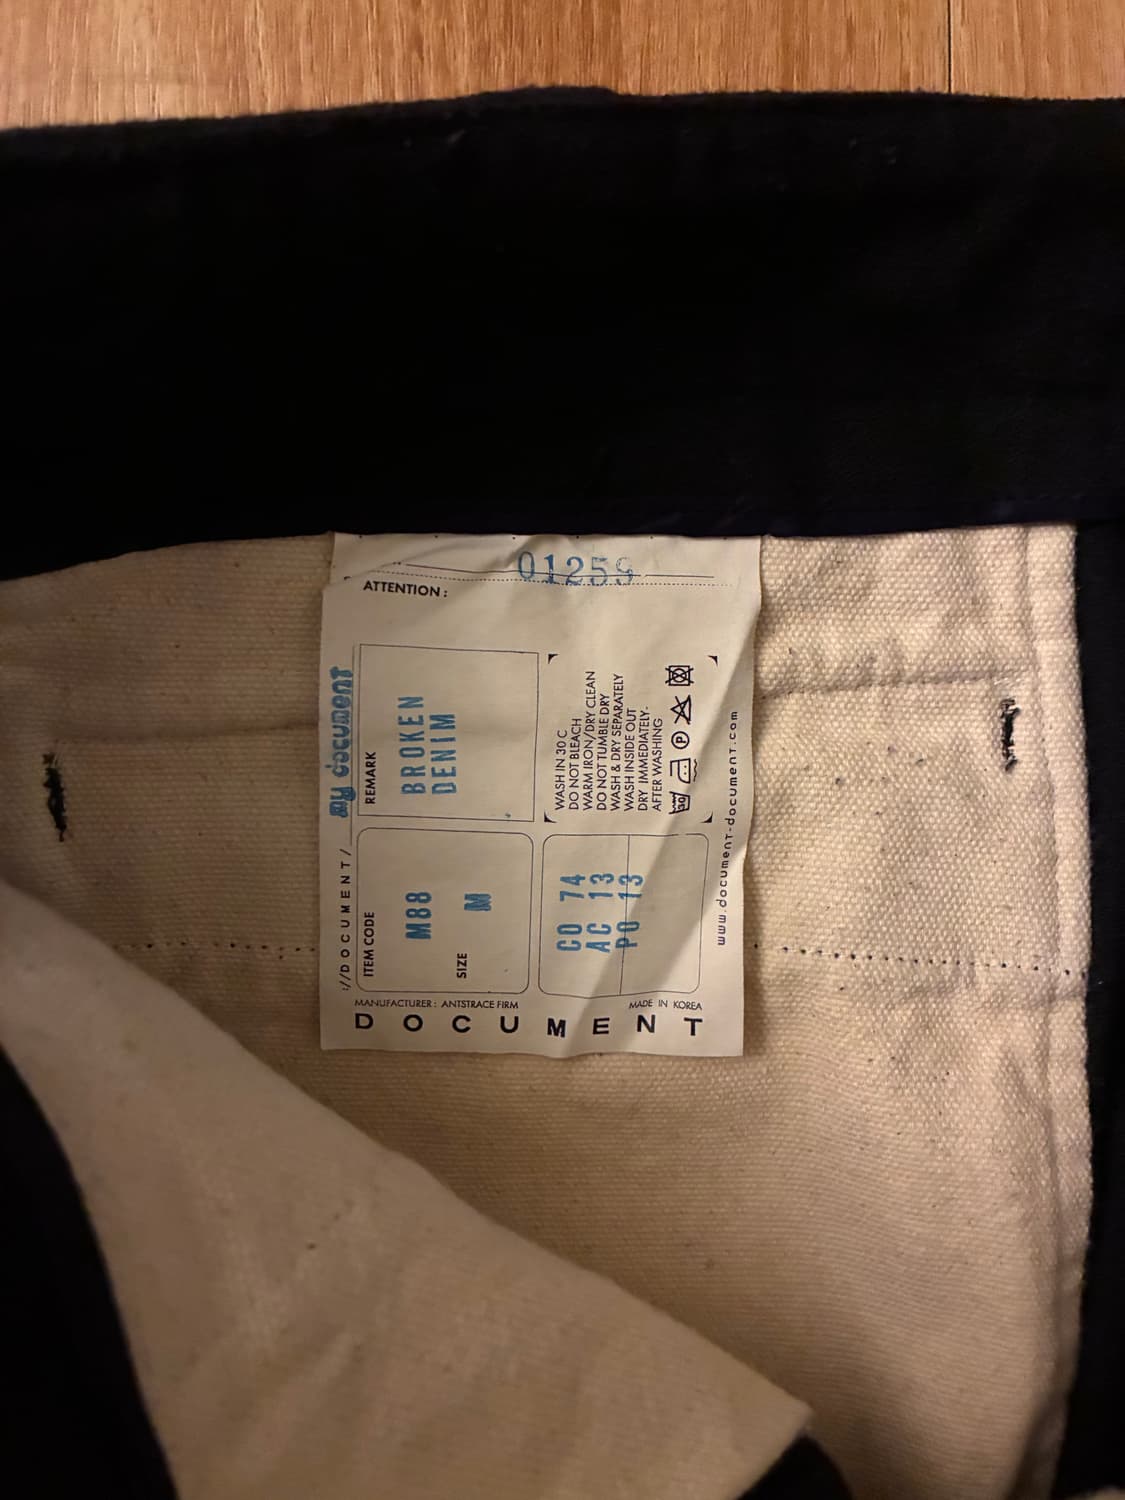 01259
ATTENTION :
://DOCUMENT/ my document
REMARK
BROKEN
DENIM
ITEM CODE
M88
SIZE
M
WASH IN 30 C
DO NOT BLEACH
WARM IRON/DRY CLEAN
DO NOT TUMBLE DRY
WASH & DRY SEPARATELY
WASH INSIDE OUT
DRY IMMEDIATELY·
AFTER WASHING
30
P
CO 74
AC 13
PO 13
www.document-document.com
MANUFACTURER : ANTSTRACE FIRM
MADE IN KOREA
DOCUMENT